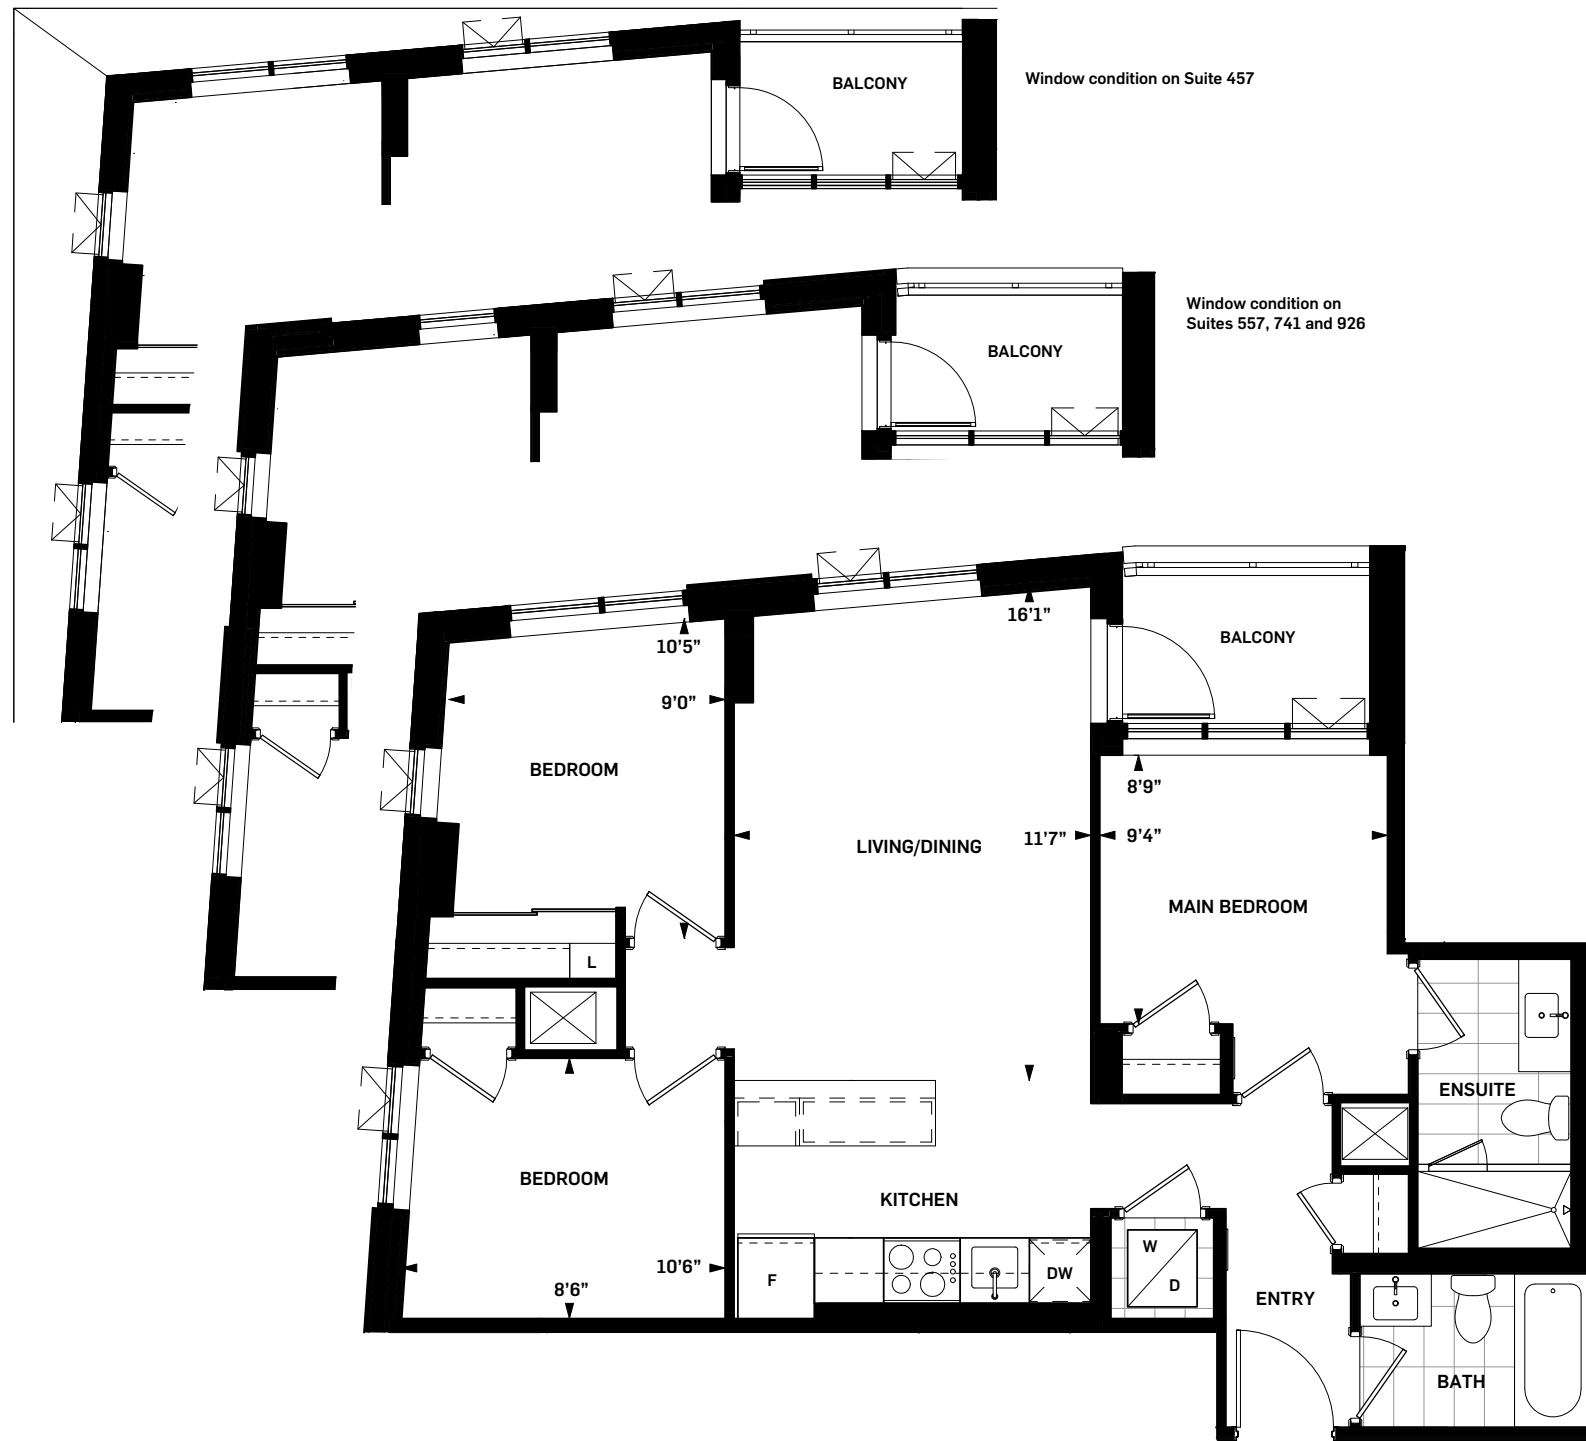 BALCONY
Window condition on Suite 457
BALCONY
Window condition on
Suites 557, 741 and 926
16'1"
10'5"
BALCONY
9'0"
BEDROOM
8'9"
LIVING/DINING
11'7"
9'4"
MAIN BEDROOM
L
ENSUITE
BEDROOM
KITCHEN
W
D
10'6"
8'6"
F
DW
ENTRY
BATH